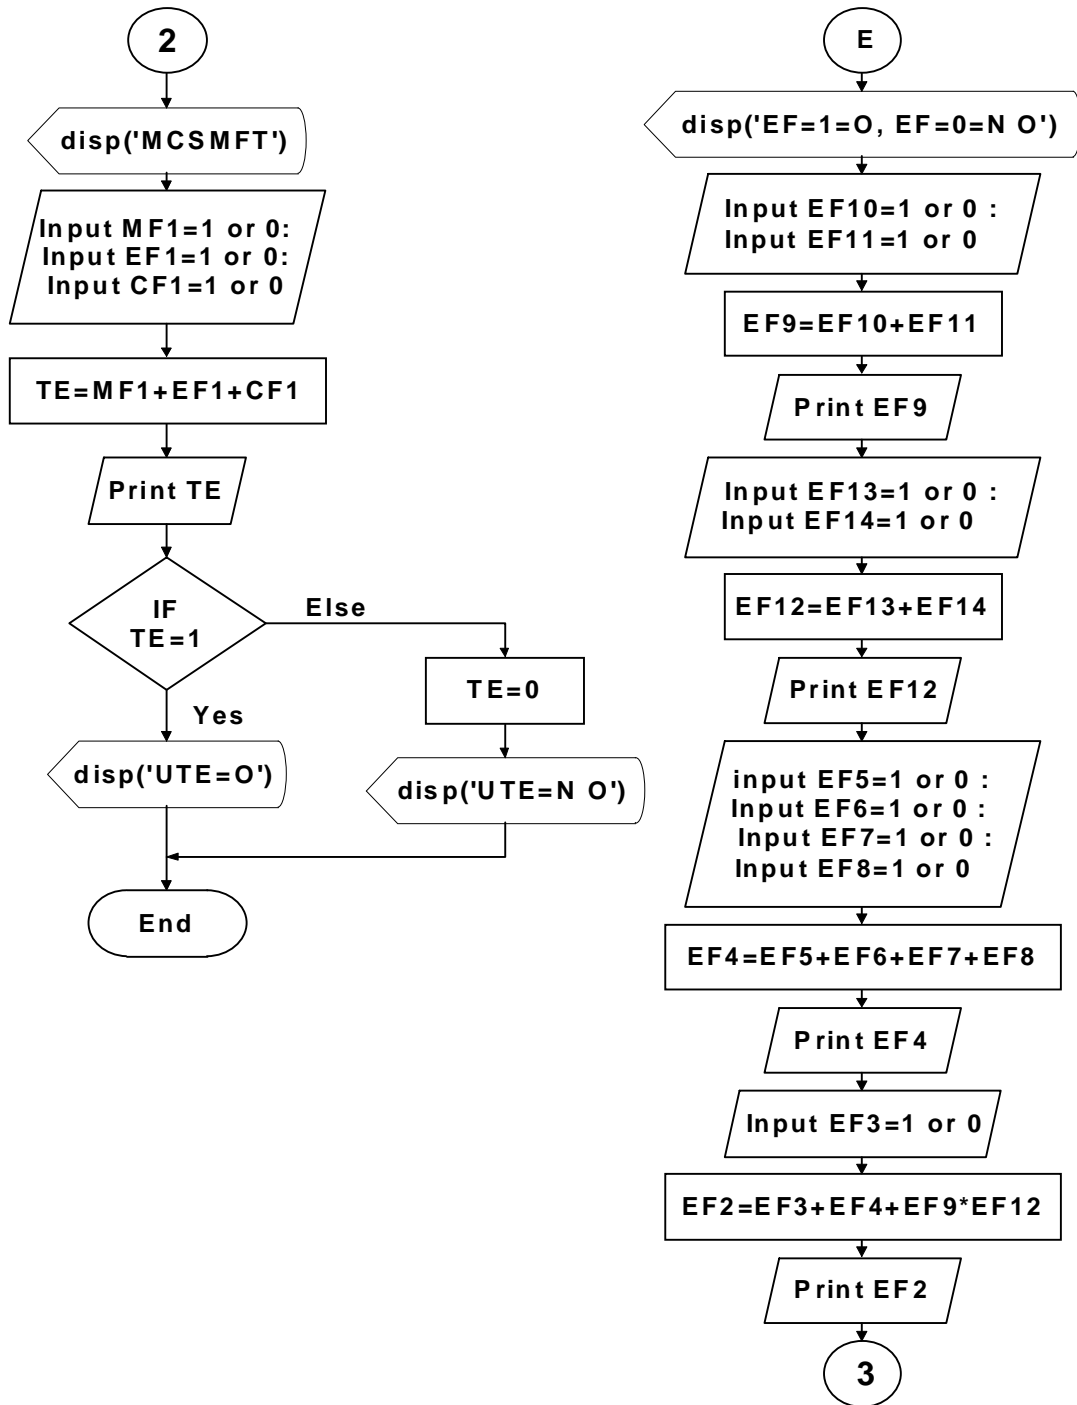 2
disp('MCSMFT')
Input MF1=1 or 0:
Input EF1=1 or 0:
Input CF1=1 or 0
TE=MF1+EF1+CF1
Print TE
IF
TE=1
Else
Yes
TE=0
disp('UTE=O')
disp('UTE=N O')
End
E
disp('EF=1=O, EF=0=N O')
Input EF10=1 or 0 :
Input EF11=1 or 0
EF9=EF10+EF11
Print EF9
Input EF13=1 or 0 :
Input EF14=1 or 0
EF12=EF13+EF14
Print EF12
input EF5=1 or 0 :
Input EF6=1 or 0 :
Input EF7=1 or 0 :
Input EF8=1 or 0
EF4=EF5+EF6+EF7+EF8
Print EF4
Input EF3=1 or 0
EF2=EF3+EF4+EF9*EF12
Print EF2
3